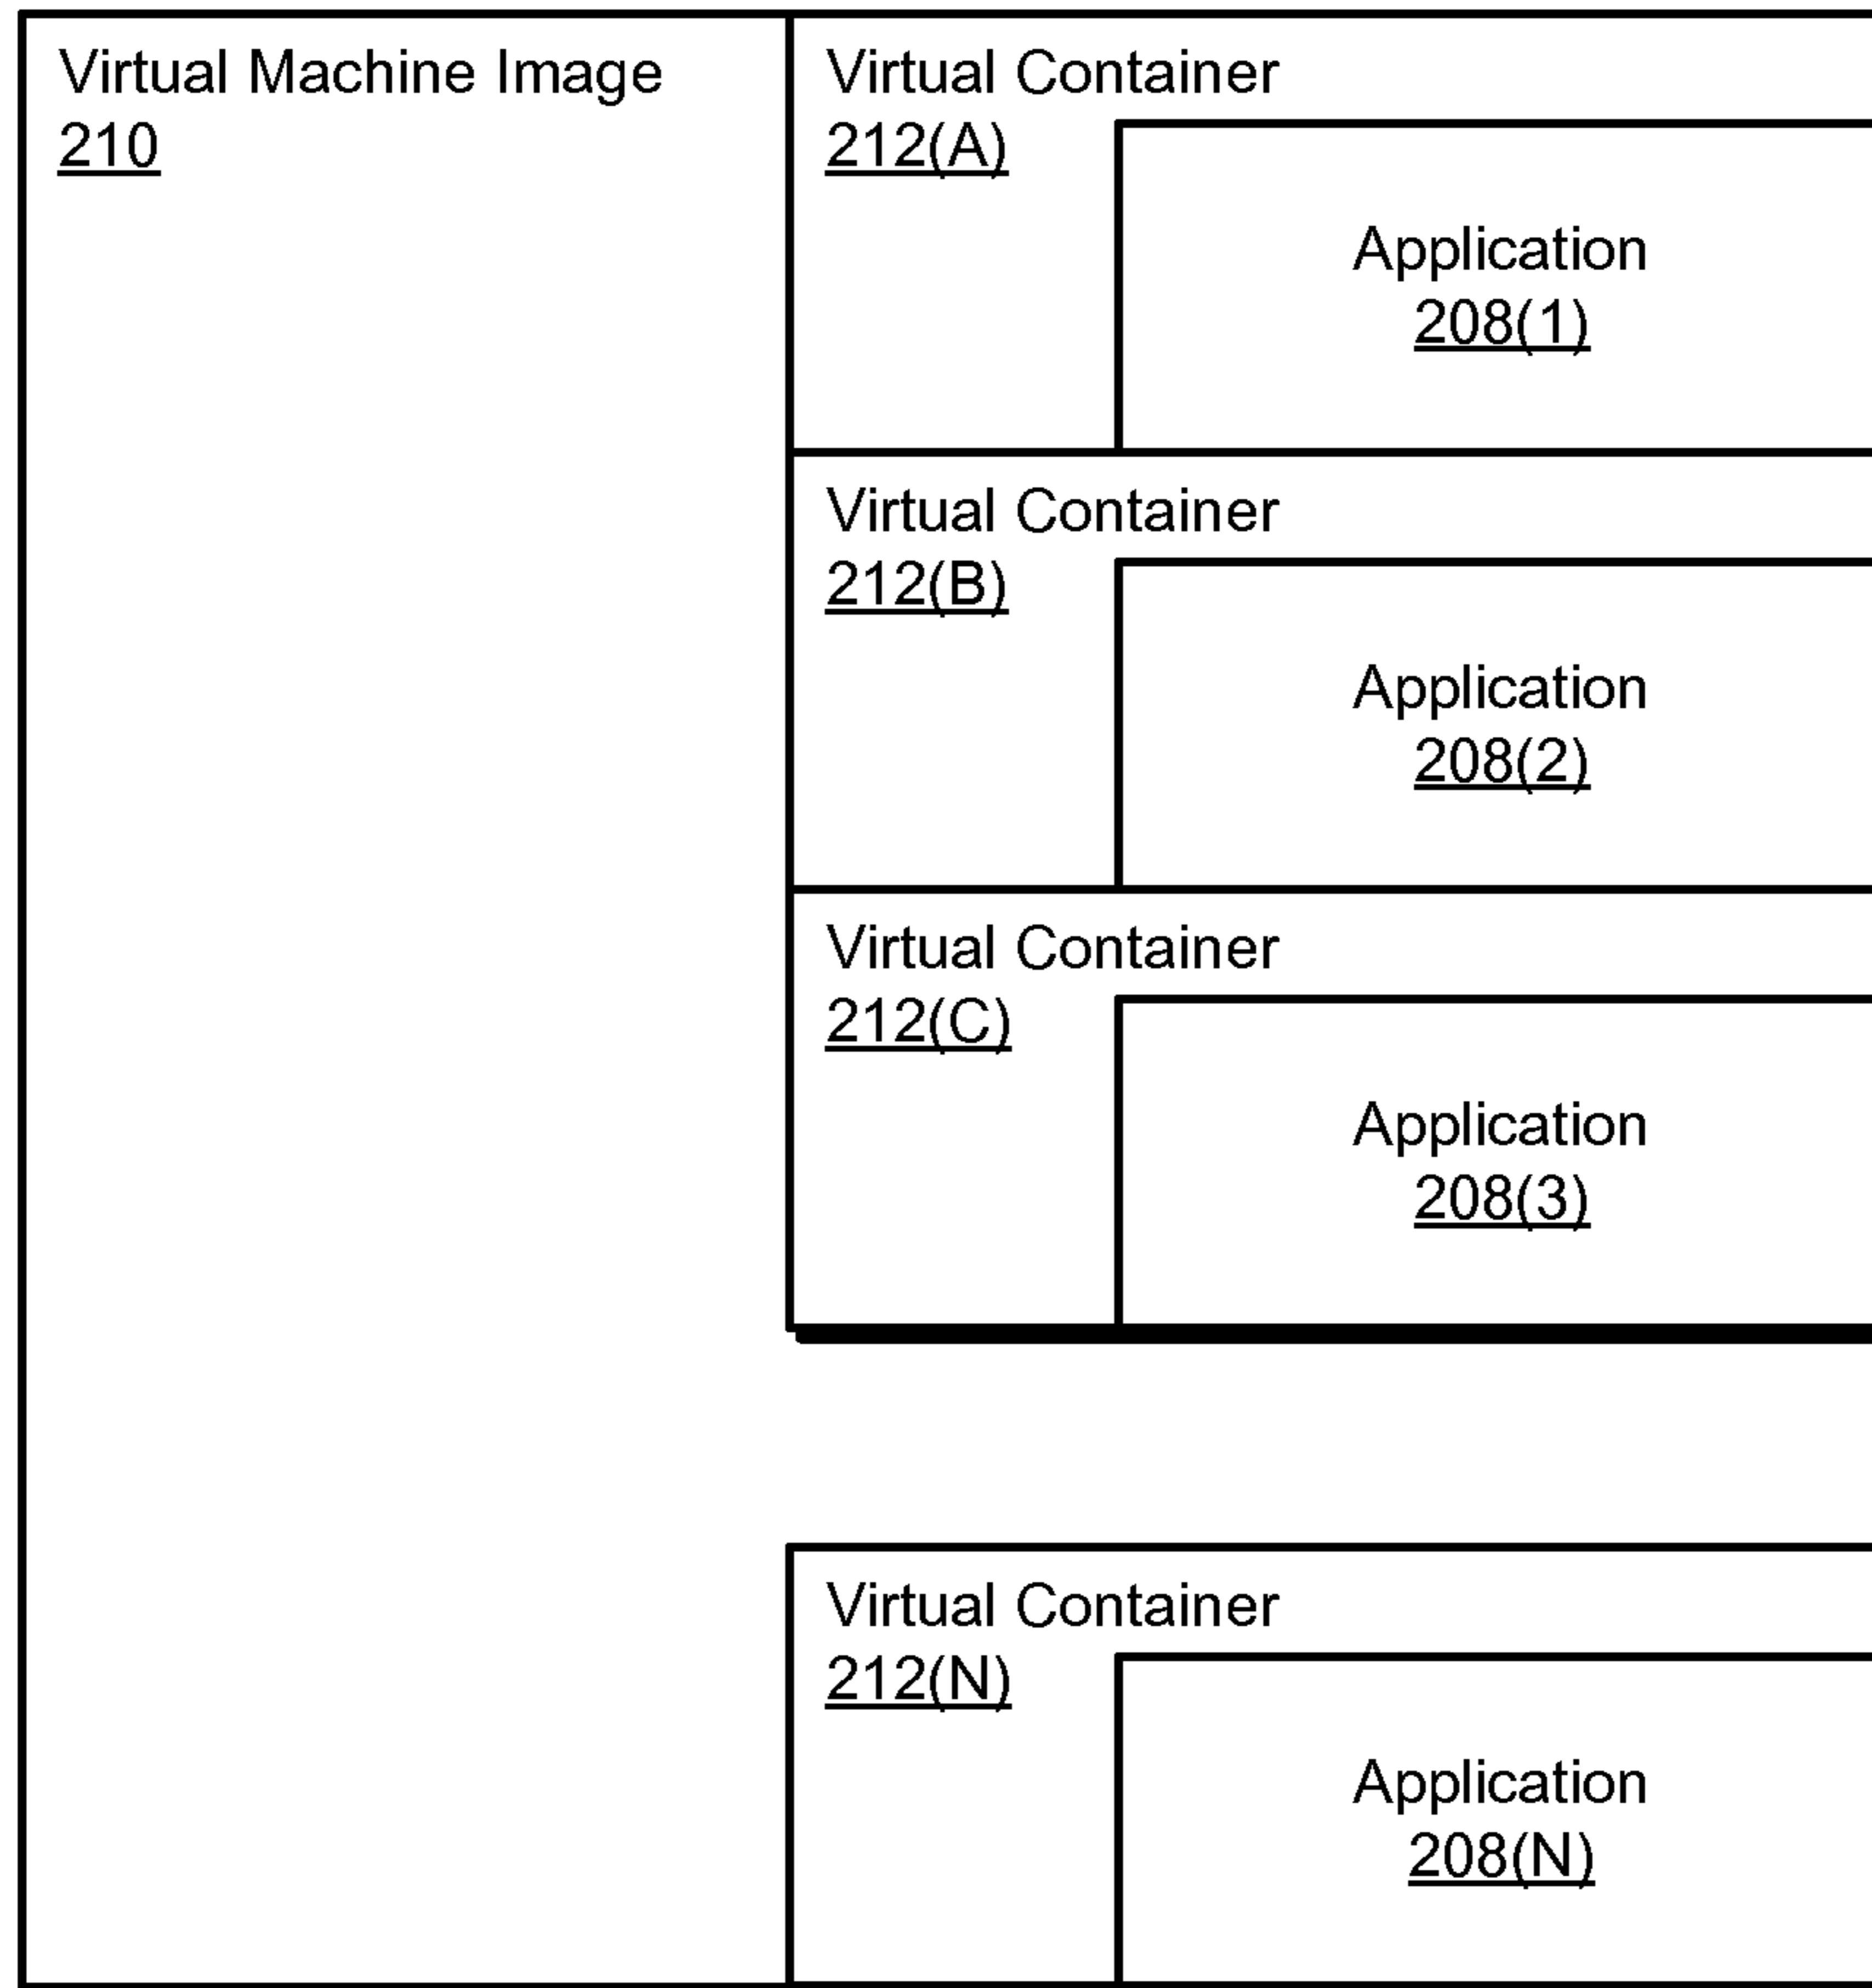 Virtual Machine Image
210
Virtual Container
212(A)
Application
208(1)
Virtual Container
212(B)
Application
208(2)
Virtual Container
212(C)
Application
208(3)
Virtual Container
212(N)
Application
208(N)